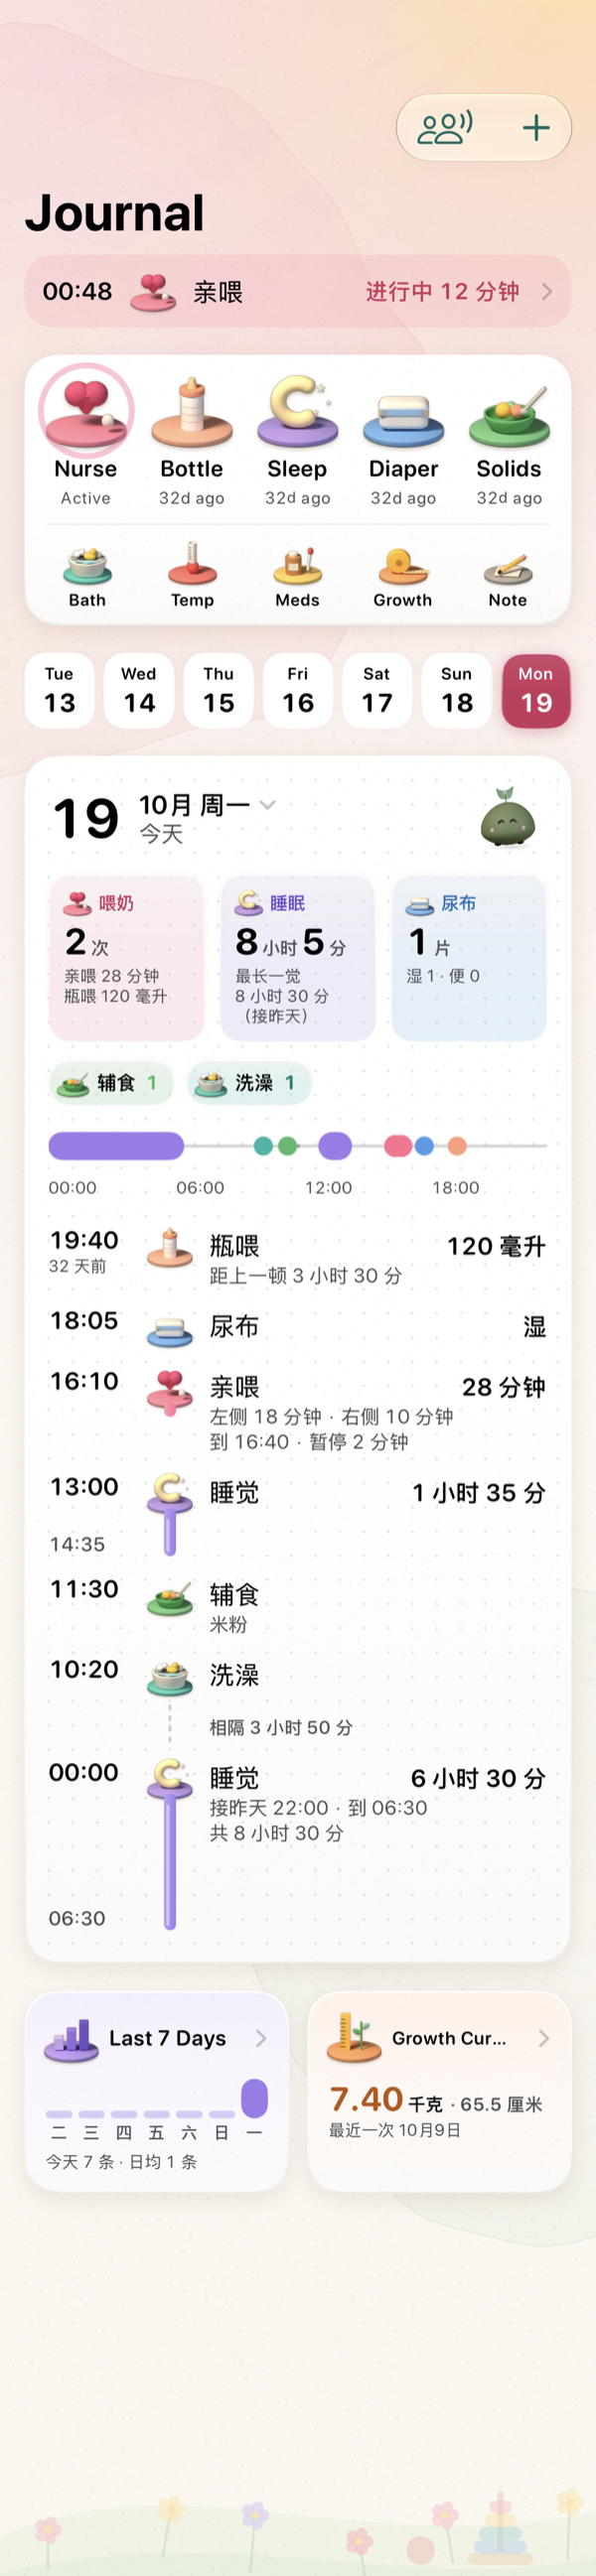 Journal
00:48 亲喂 进行中 12 分钟
Nurse Bottle Sleep Diaper Solids
Active 32d ago 32d ago 32d ago 32d ago
Bath Temp Meds Growth Note
Tue Wed Thu Fri Sat Sun Mon
13 14 15 16 17 18 19
19 10月 周一
今天
喂奶
2 次
亲喂 28 分钟
瓶喂 120 毫升
睡眠
8 小时 5 分
最长一觉
8 小时 30 分
（接昨天）
尿布
1 片
湿 1 · 便 0
辅食 1 洗澡 1
00:00 06:00 12:00 18:00
19:40 瓶喂 120 毫升
32 天前 距上一顿 3 小时 30 分
18:05 尿布 湿
16:10 亲喂 28 分钟
左侧 18 分钟 · 右侧 10 分钟
到 16:40 · 暂停 2 分钟
13:00 睡觉 1 小时 35 分
14:35
11:30 辅食
米粉
10:20 洗澡
相隔 3 小时 50 分
00:00 睡觉 6 小时 30 分
接昨天 22:00 · 到 06:30
共 8 小时 30 分
06:30
Last 7 Days
二 三 四 五 六 日 一
今天 7 条 · 日均 1 条
Growth Cur...
7.40 千克 · 65.5 厘米
最近一次 10月9日